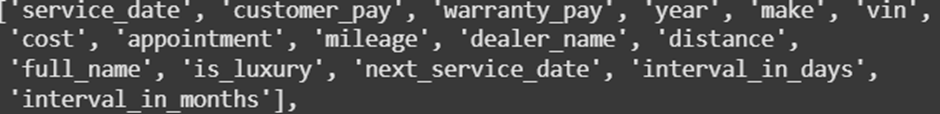 ['service_date', 'customer_pay', 'warranty_pay', 'year', 'make', 'vin',
'cost', 'appointment', 'mileage', 'dealer_name', 'distance',
'full_name', 'is_luxury', 'next_service_date', 'interval_in_days',
'interval_in_months'],